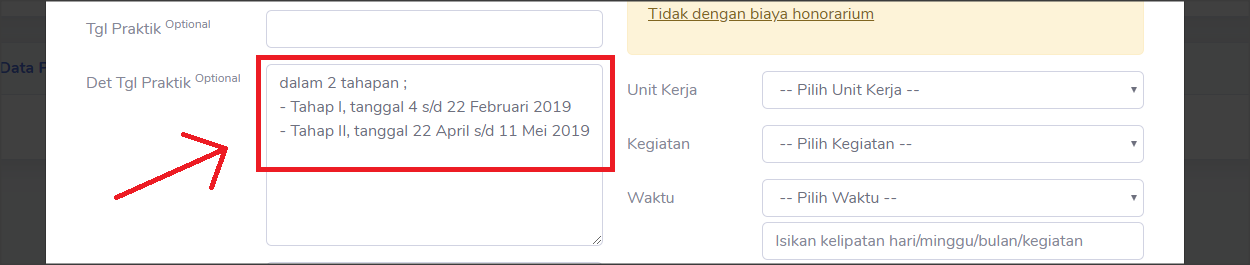 Tgl Praktik Optional
Det Tgl Praktik Optional
dalam 2 tahapan ;
- Tahap I, tanggal 4 s/d 22 Februari 2019
- Tahap II, tanggal 22 April s/d 11 Mei 2019
Tidak dengan biaya honorarium
Unit Kerja
-- Pilih Unit Kerja --
Kegiatan
-- Pilih Kegiatan --
Waktu
-- Pilih Waktu --
Isikan kelipatan hari/minggu/bulan/kegiatan
Data